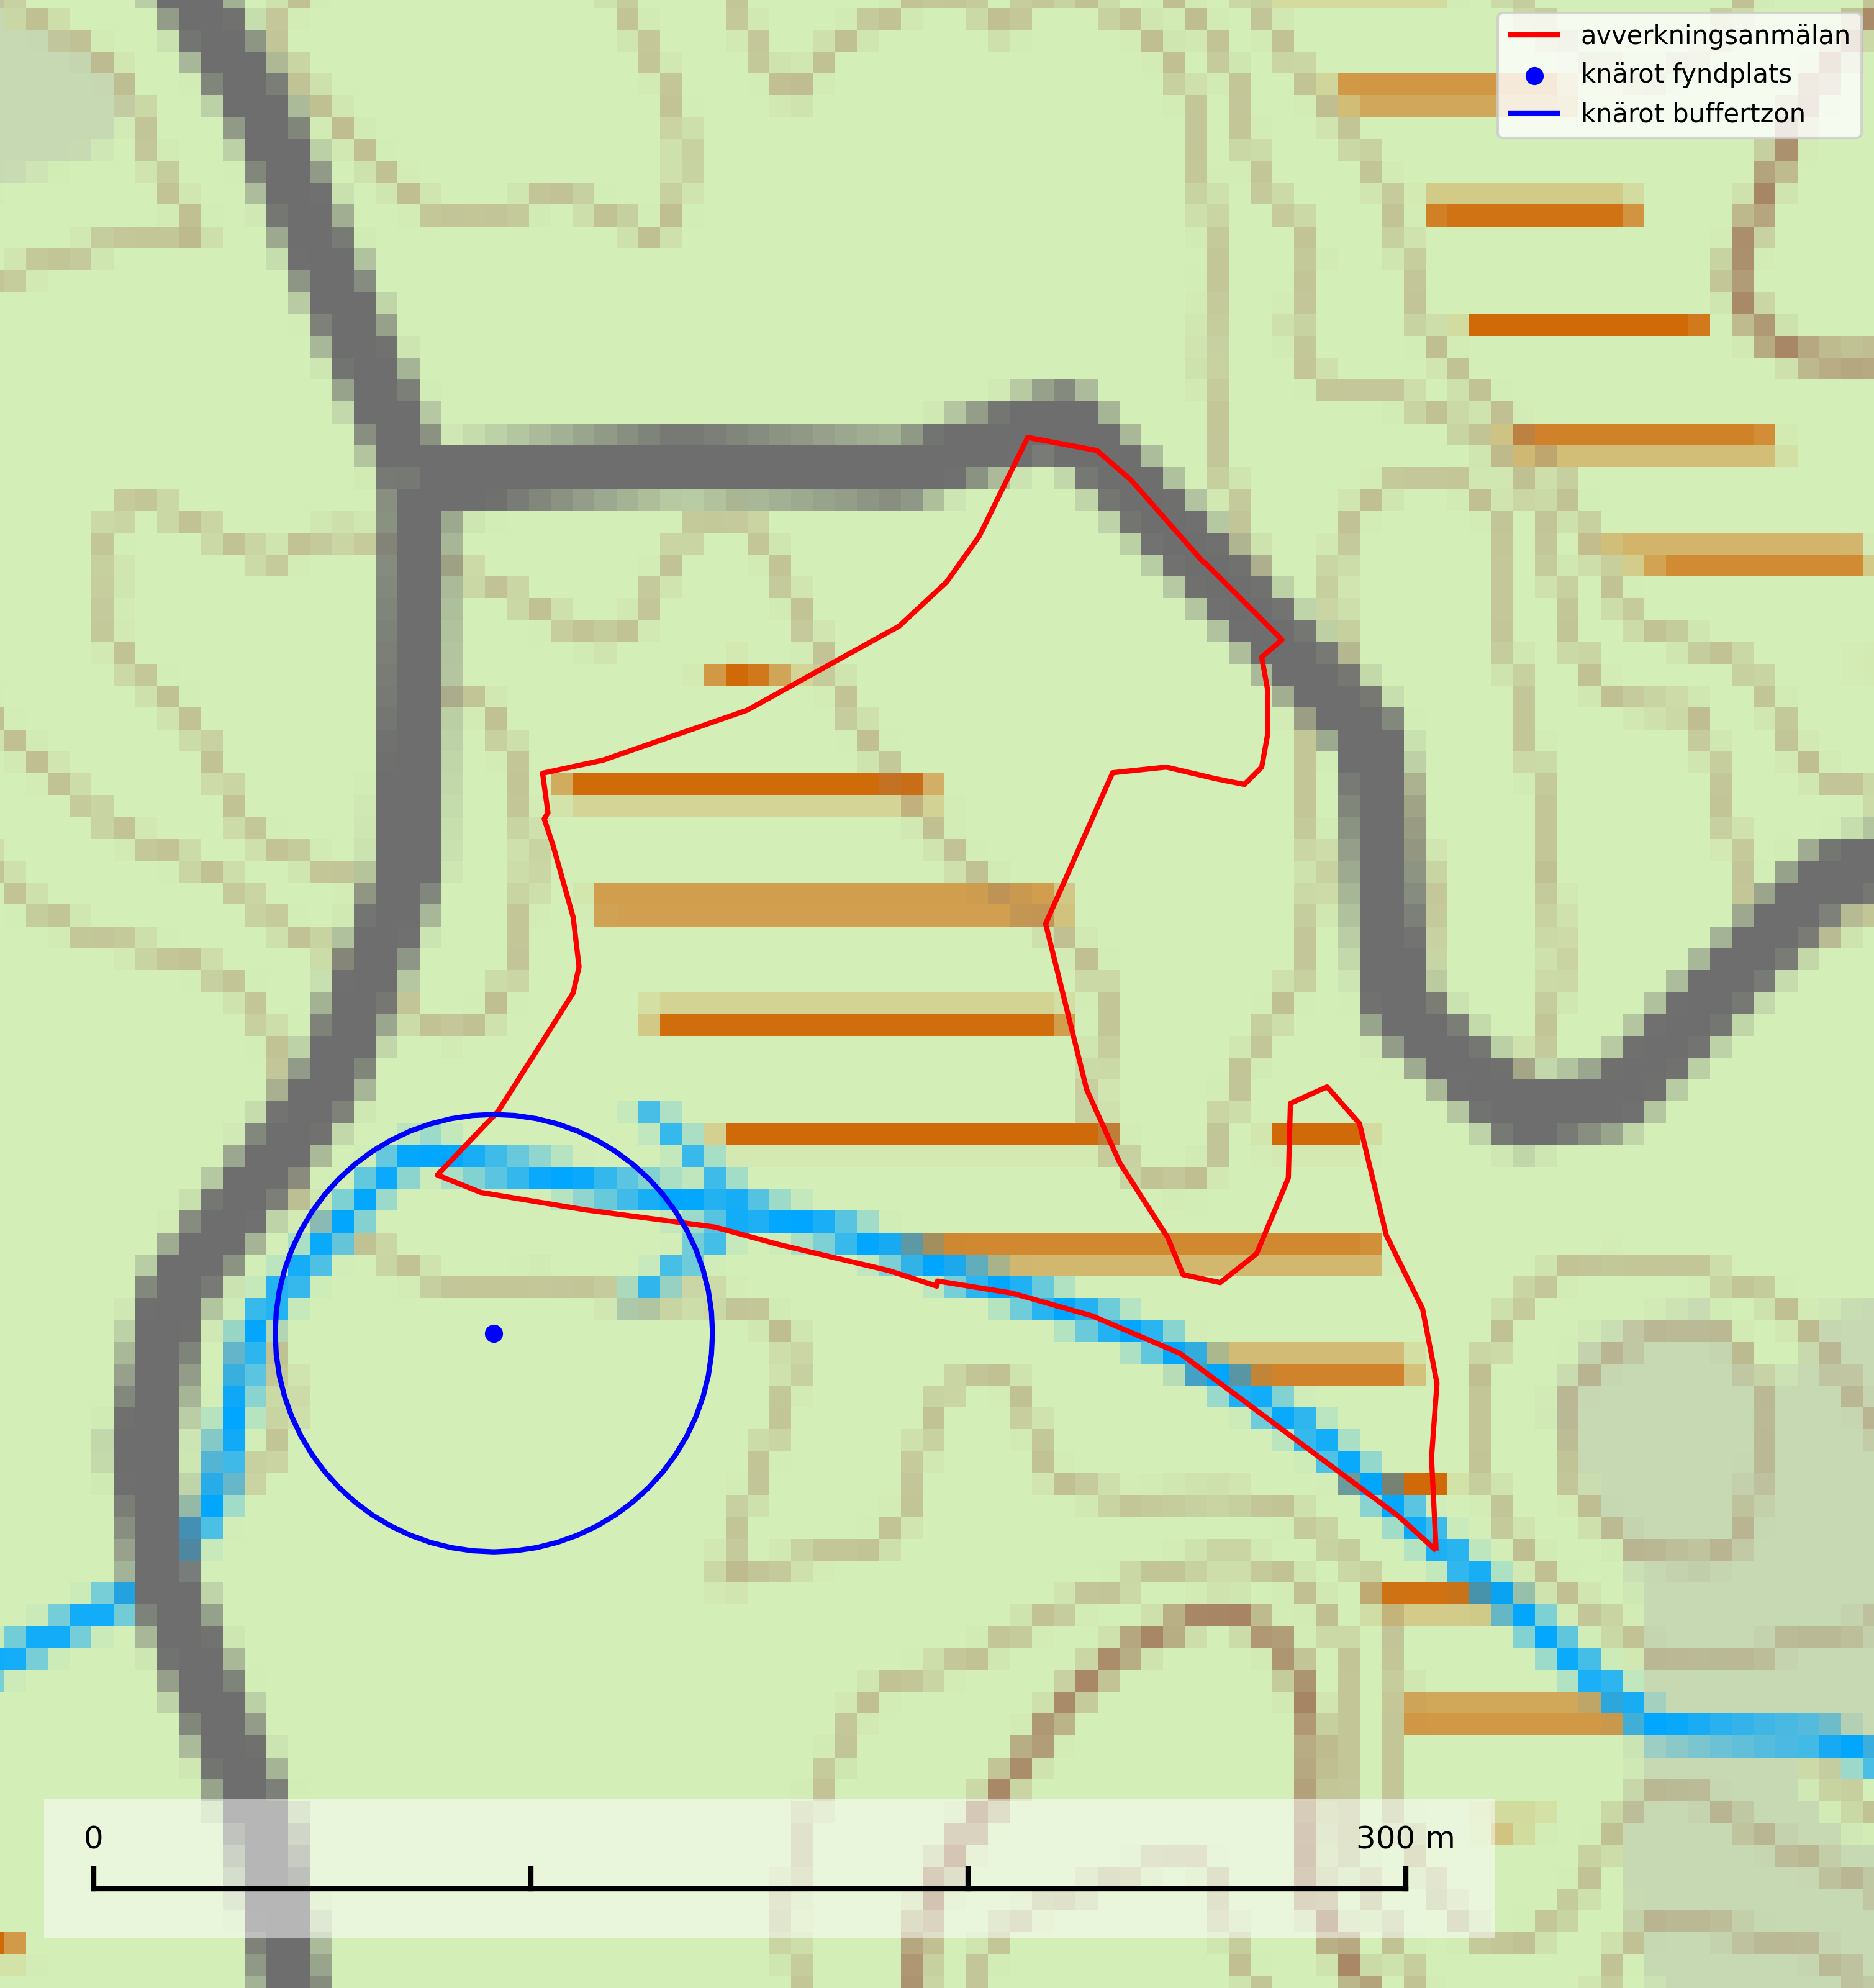 avverkningsanmälan
knärot fyndplats
knärot buffertzon
0 300 m